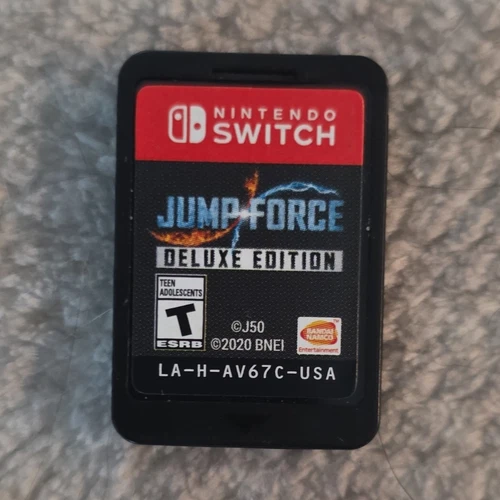 NINTENDO
SWITCH
JUMP FORCE
DELUXE EDITION
TEEN
ADOLESCENTS
T
ESRB
©J50
©2020 BNEI
BANDAI
NAMCO
Entertainment
LA-H-AV67C-USA